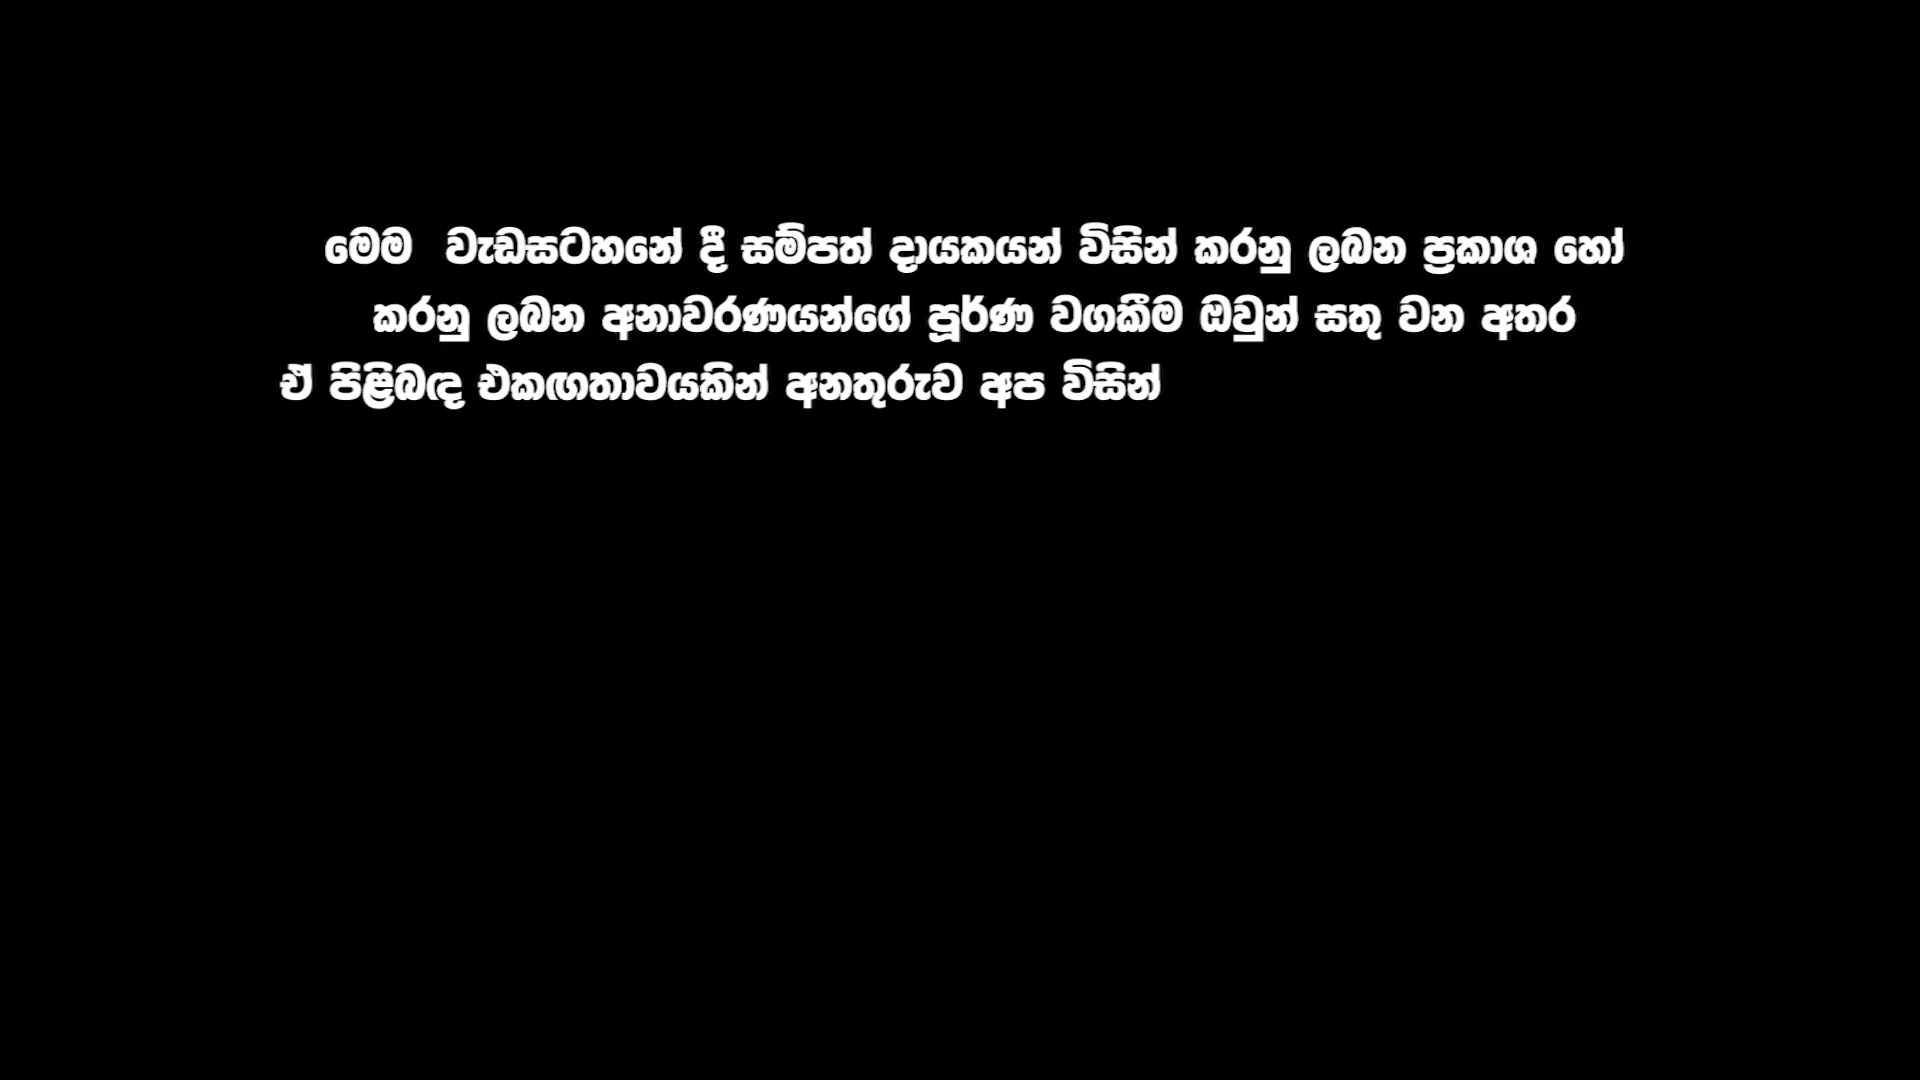 මෙම වැඩසටහනේ දී සම්පත් දායකයන් විසින් කරනු ලබන ප්‍රකාශ හෝ
කරනු ලබන අනාවරණයන්ගේ පූර්ණ වගකීම ඔවුන් සතු වන අතර
ඒ පිළිබඳ එකඟතාවයකින් අනතුරුව අප විසින්